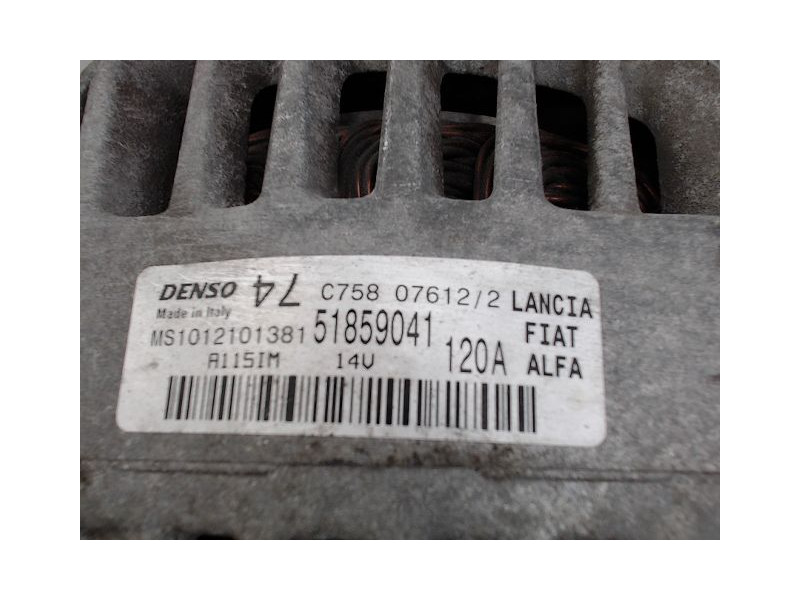 DENSO 74 C758 07612/2 LANCIA
Made in Italy FIAT
MS1012101381 51859041 120A ALFA
A115IM 14V